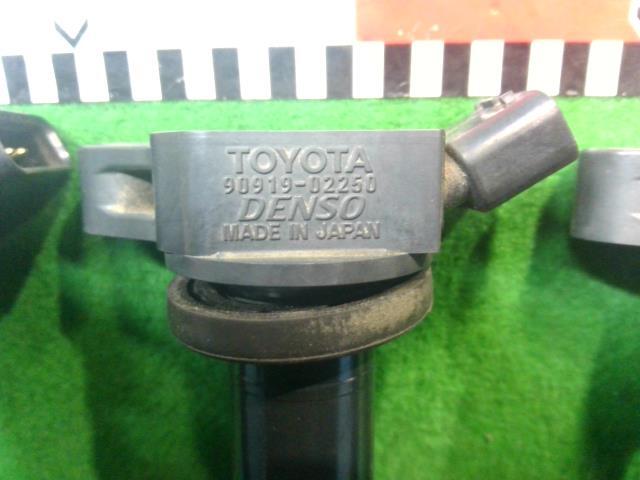 TOYOTA
90919-02250
DENSO
MADE IN JAPAN